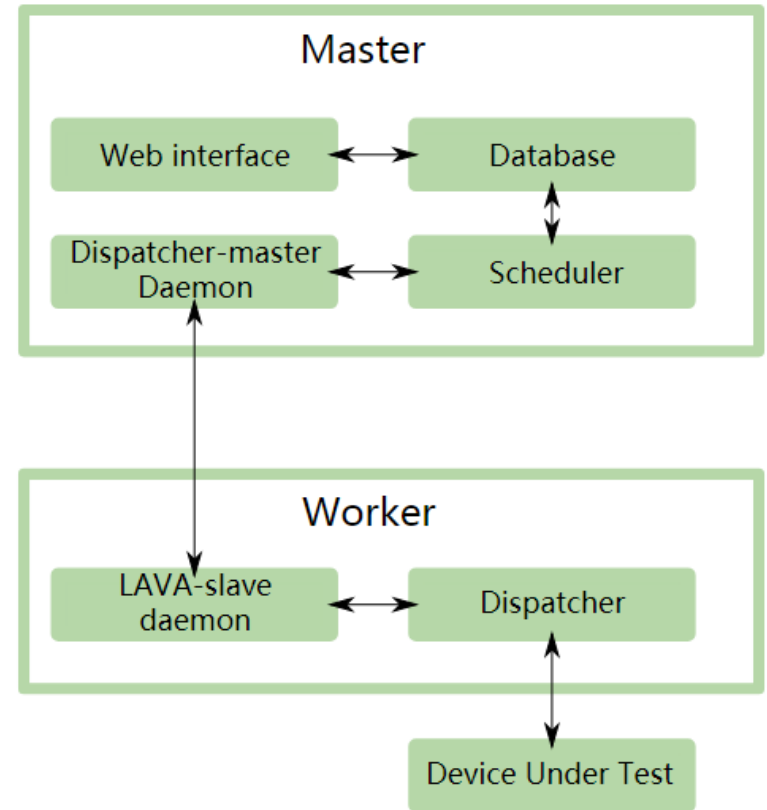 Master
Web interface
Database
Dispatcher-master
Daemon
Scheduler
Worker
LAVA-slave
daemon
Dispatcher
Device Under Test